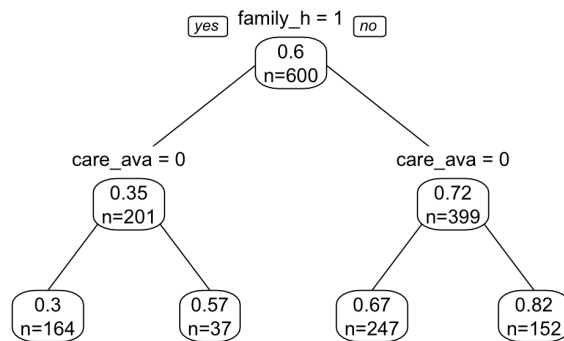 family_h = 1
yes
no
0.6
n=600
care_ava = 0
care_ava = 0
0.35
n=201
0.72
n=399
0.3
n=164
0.57
n=37
0.67
n=247
0.82
n=152